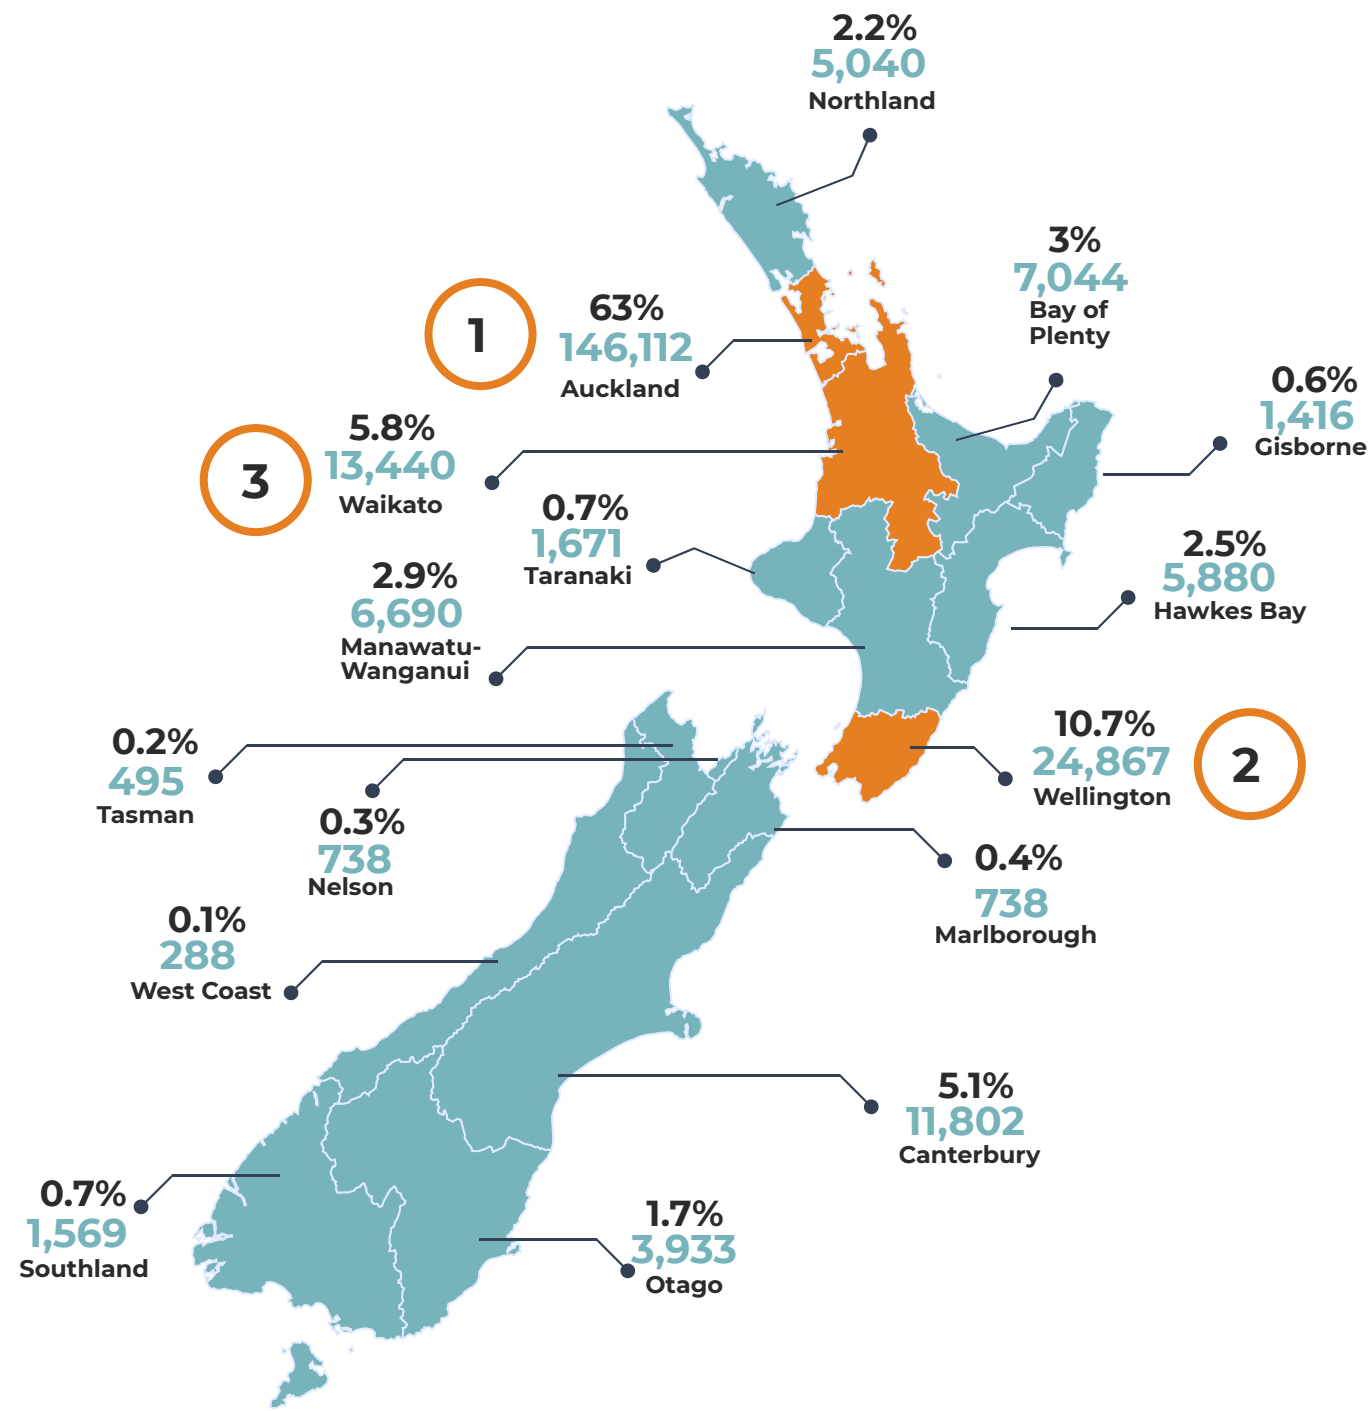 2.2%
5,040
Northland
3%
7,044
Bay of
Plenty
1
63%
146,112
Auckland
0.6%
1,416
Gisborne
3
5.8%
13,440
Waikato
0.7%
1,671
Taranaki
2.5%
5,880
Hawkes Bay
2.9%
6,690
Manawatu-
Wanganui
10.7%
24,867
Wellington
2
0.2%
495
Tasman
0.3%
738
Nelson
0.4%
738
Marlborough
0.1%
288
West Coast
5.1%
11,802
Canterbury
0.7%
1,569
Southland
1.7%
3,933
Otago